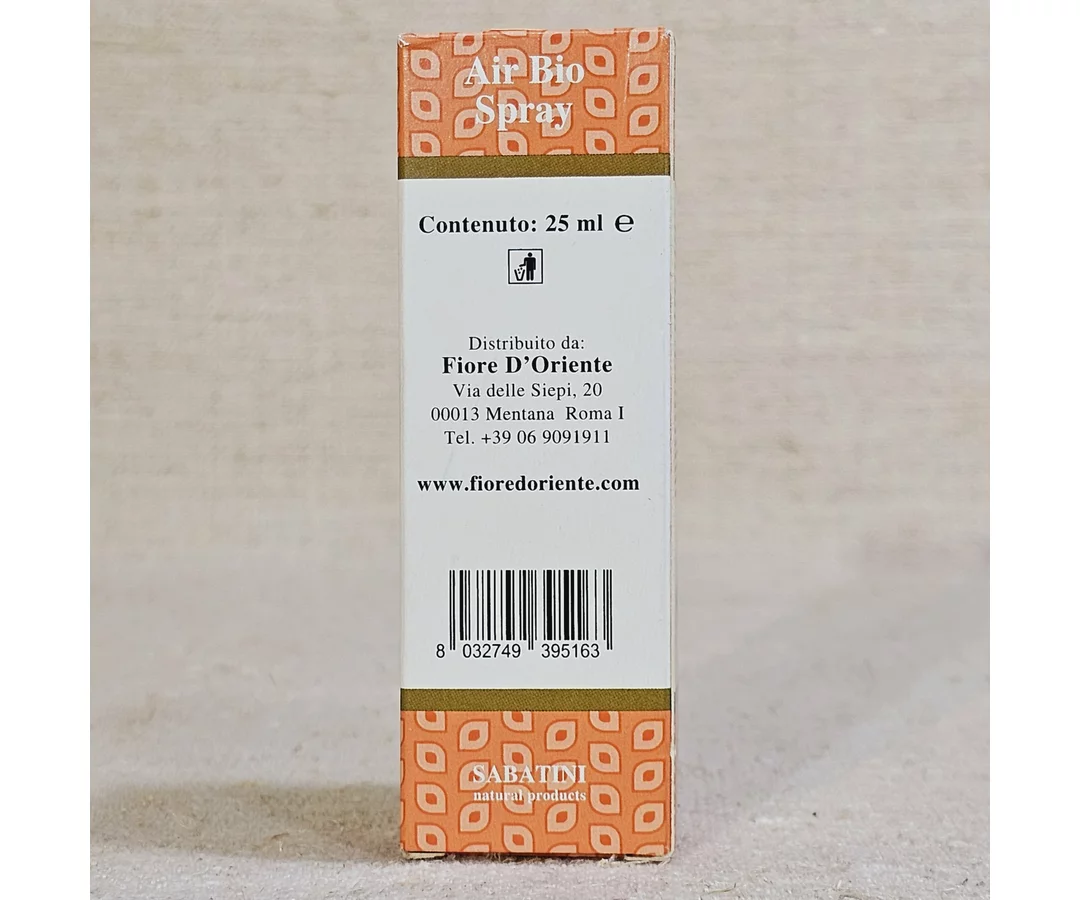 Air Bio
Spray
Contenuto: 25 ml ℮
Distribuito da:
Fiore D’Oriente
Via delle Siepi, 20
00013 Mentana Roma I
Tel. +39 06 9091911
www.fioredoriente.com
8 032749 395163
SABATINI
natural products